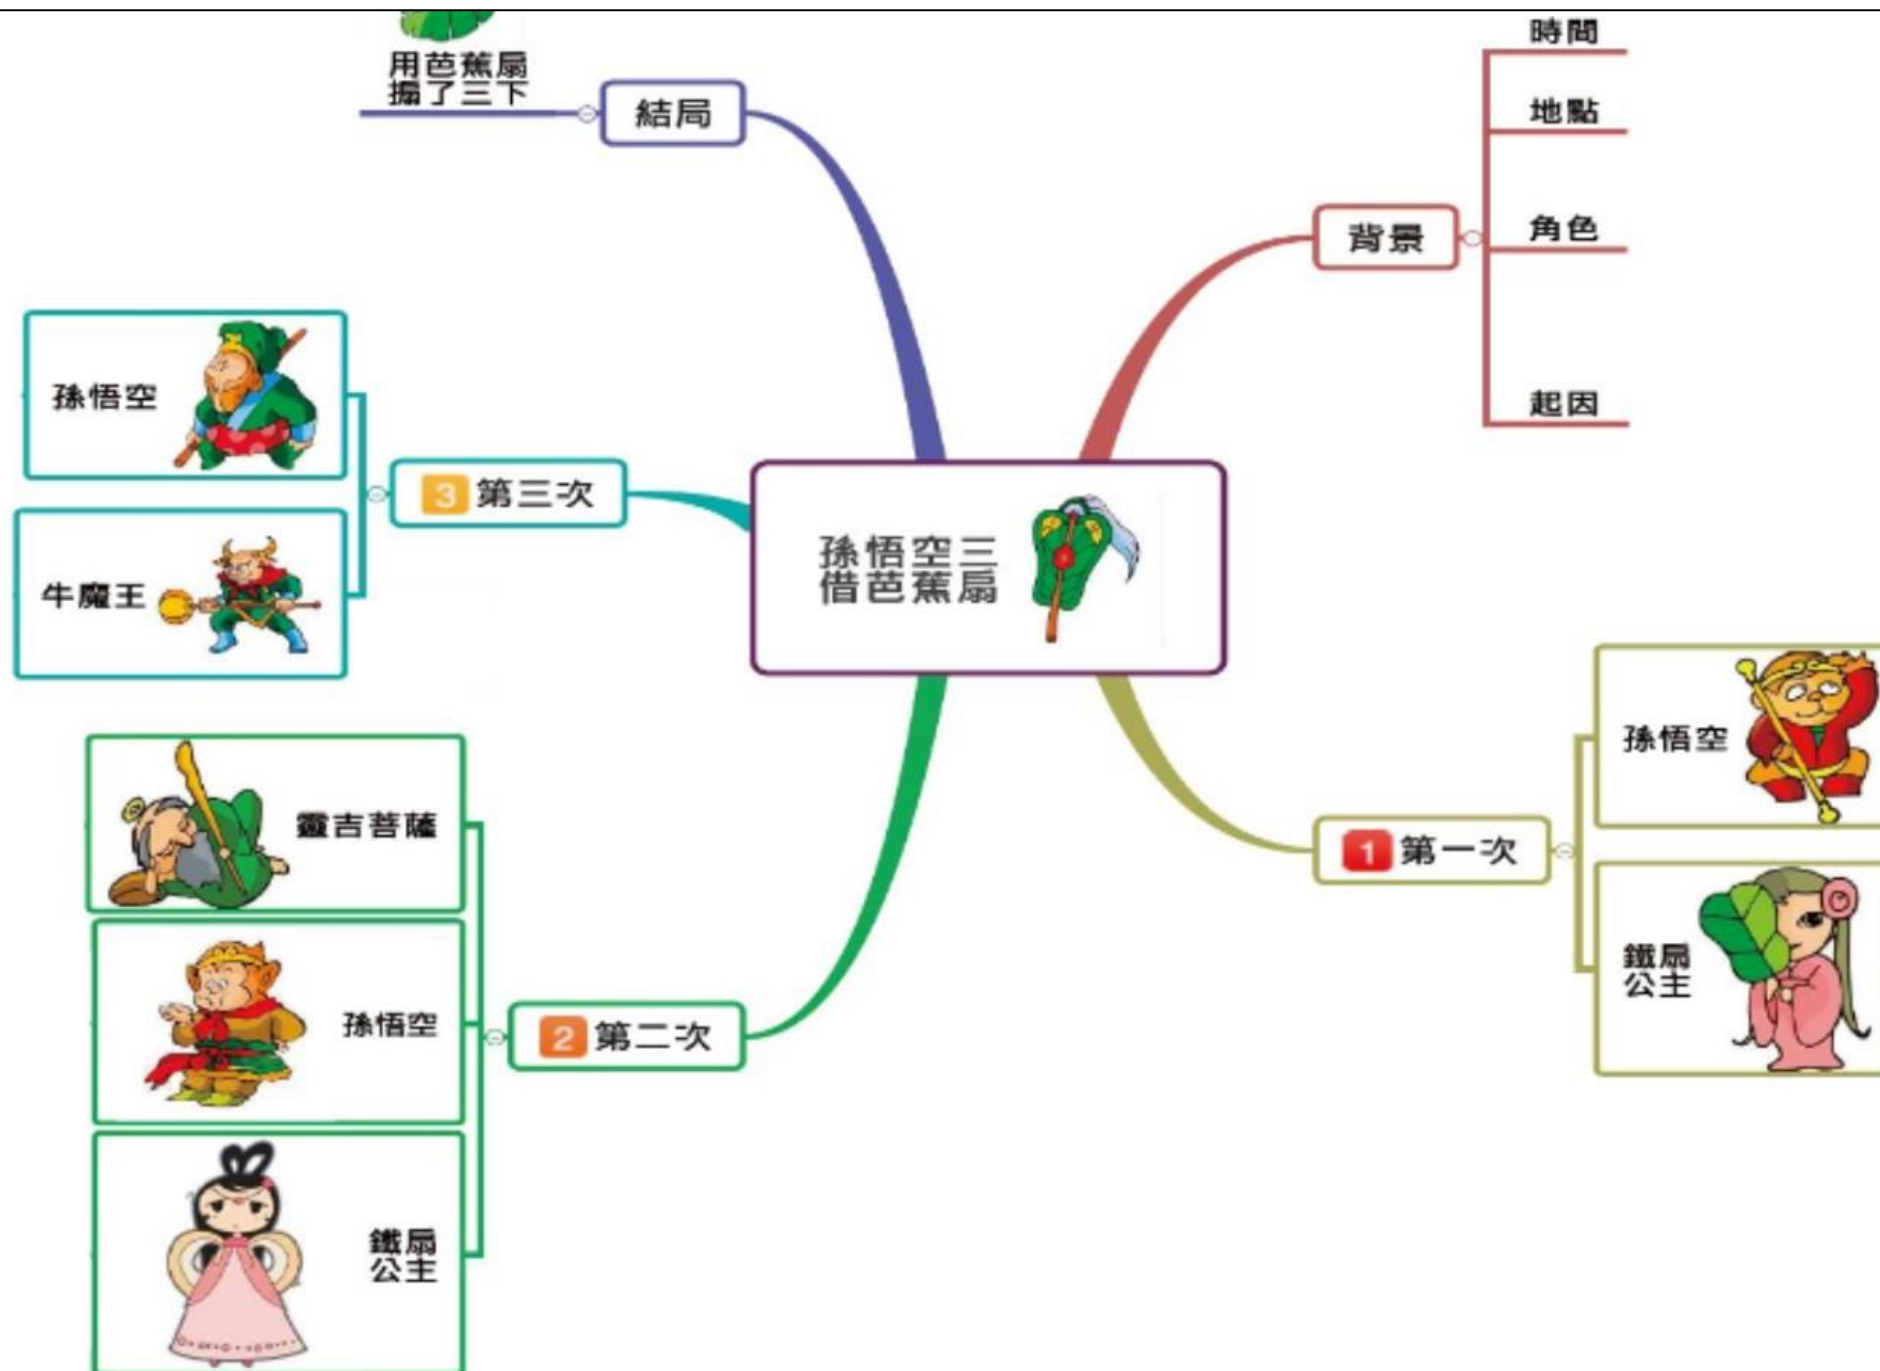 孫悟空三
借芭蕉扇
背景
時間
地點
角色
起因
1 第一次
孫悟空
鐵扇
公主
2 第二次
靈吉菩薩
孫悟空
鐵扇
公主
3 第三次
孫悟空
牛魔王
結局
用芭蕉扇
搧了三下